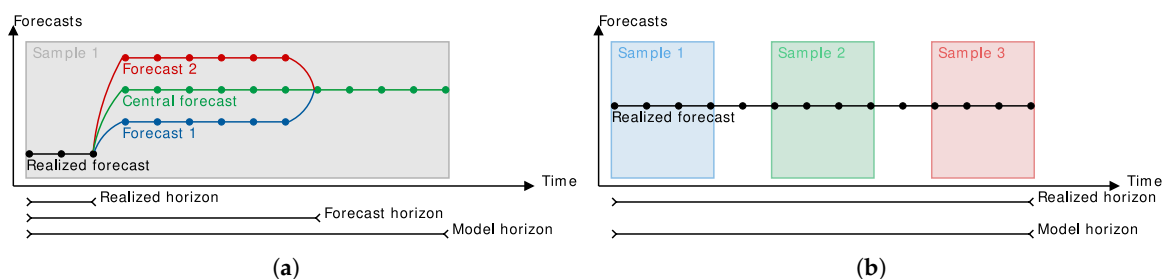 Forecasts
Sample 1
Forecast 2
Central forecast
Forecast 1
Realized forecast
Time
Realized horizon
Forecast horizon
Model horizon
(a)
Forecasts
Sample 1
Sample 2
Sample 3
Realized forecast
Time
Realized horizon
Model horizon
(b)